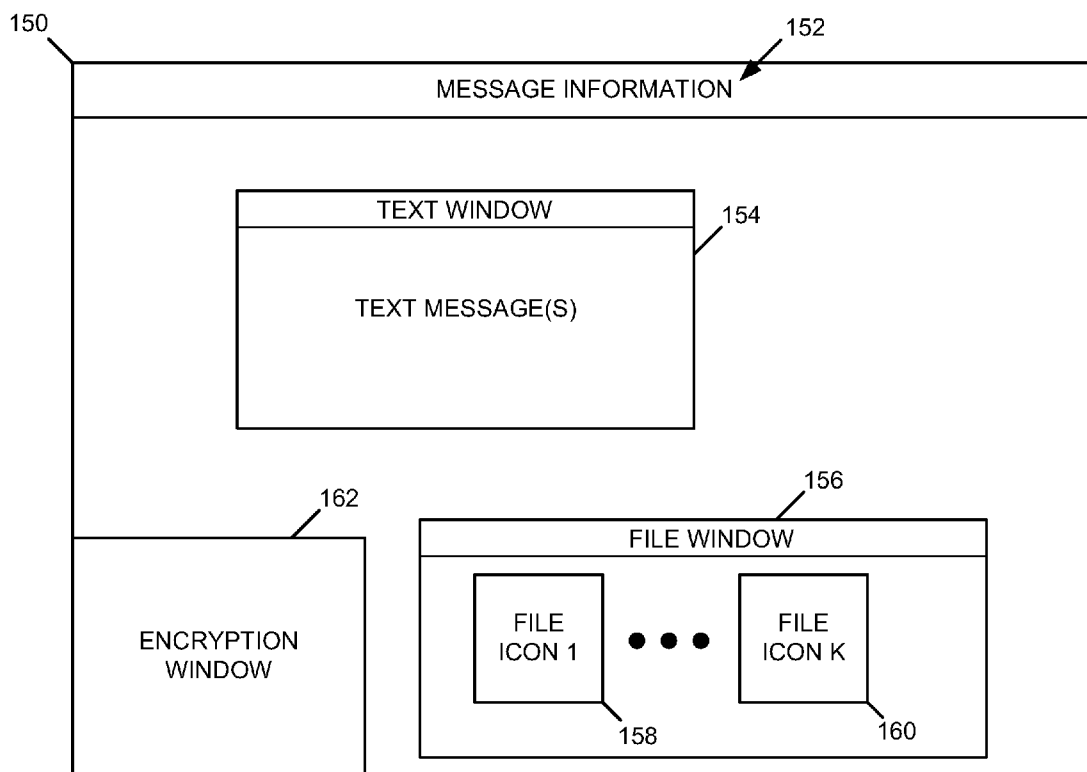 150
152
MESSAGE INFORMATION
TEXT WINDOW
154
TEXT MESSAGE(S)
162
156
FILE WINDOW
ENCRYPTION
WINDOW
FILE
ICON 1
FILE
ICON K
158
160